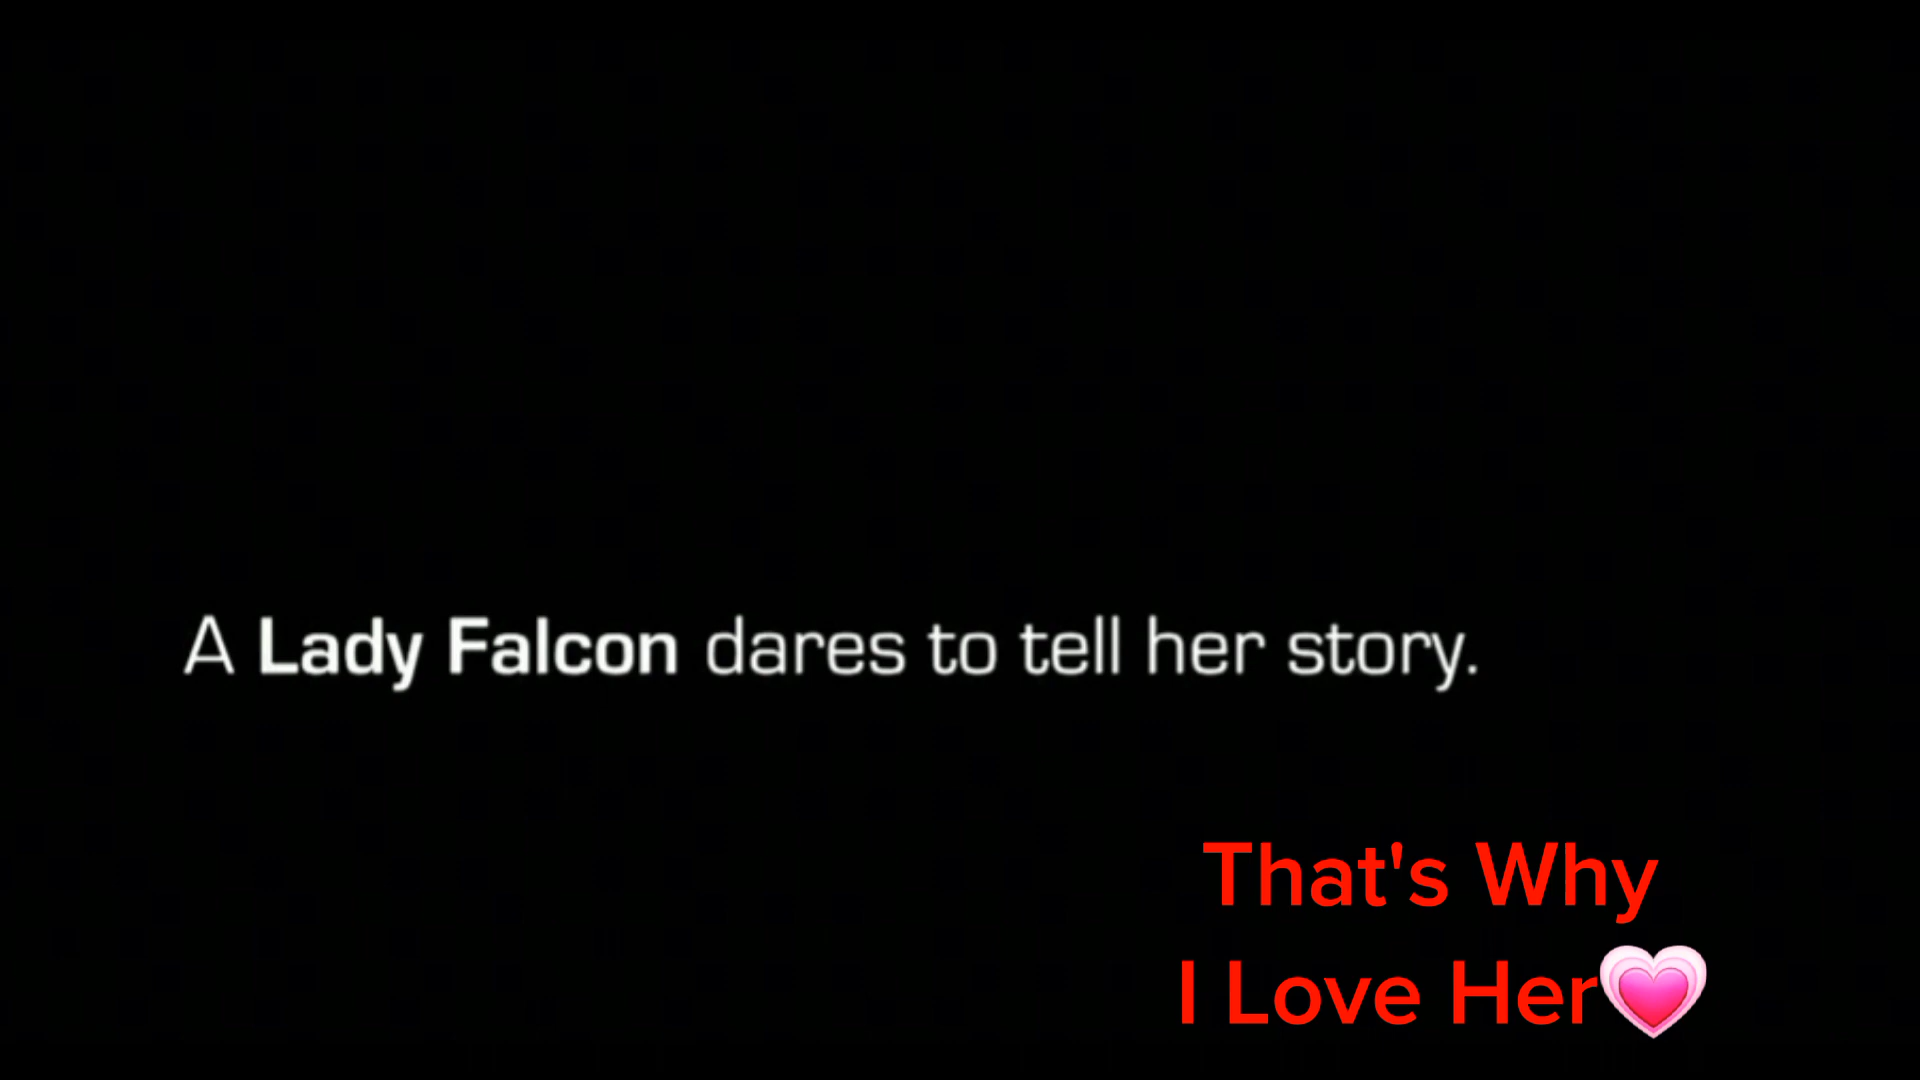 A Lady Falcon dares to tell her story.
That's Why
I Love Her💗